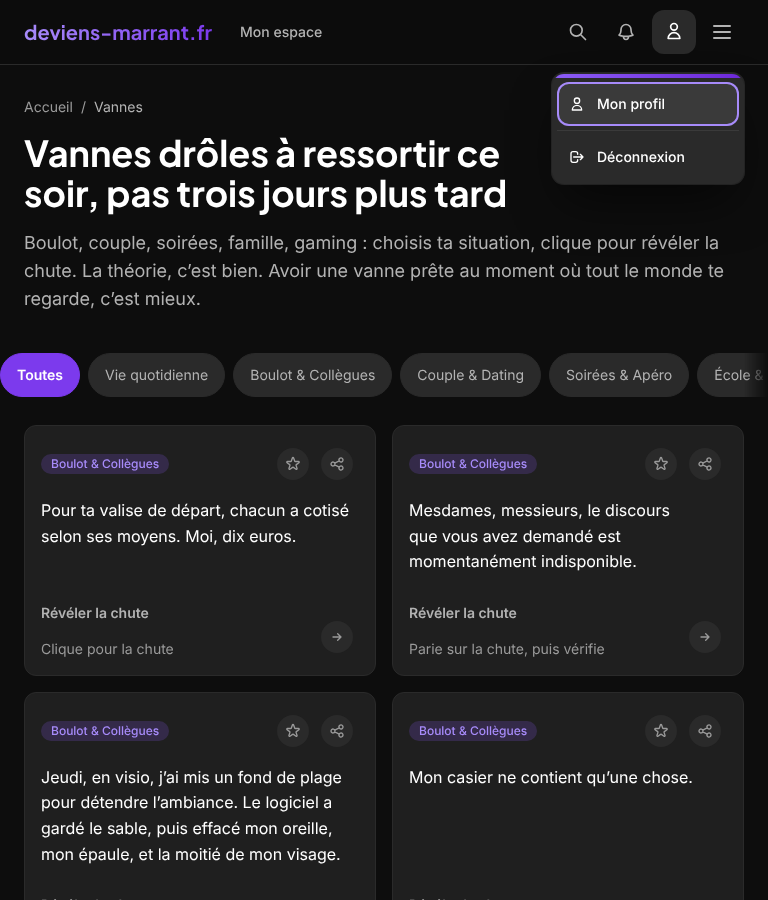 deviens-marrant.fr
Mon espace
Mon profil
Déconnexion
Accueil / Vannes
Vannes drôles à ressortir ce
soir, pas trois jours plus tard
Boulot, couple, soirées, famille, gaming : choisis ta situation, clique pour révéler la
chute. La théorie, c’est bien. Avoir une vanne prête au moment où tout le monde te
regarde, c’est mieux.
Toutes
Vie quotidienne
Boulot & Collègues
Couple & Dating
Soirées & Apéro
École &
Boulot & Collègues
Pour ta valise de départ, chacun a cotisé
selon ses moyens. Moi, dix euros.
Révéler la chute
Clique pour la chute
Boulot & Collègues
Mesdames, messieurs, le discours
que vous avez demandé est
momentanément indisponible.
Révéler la chute
Parie sur la chute, puis vérifie
Boulot & Collègues
Jeudi, en visio, j’ai mis un fond de plage
pour détendre l’ambiance. Le logiciel a
gardé le sable, puis effacé mon oreille,
mon épaule, et la moitié de mon visage.
Boulot & Collègues
Mon casier ne contient qu’une chose.